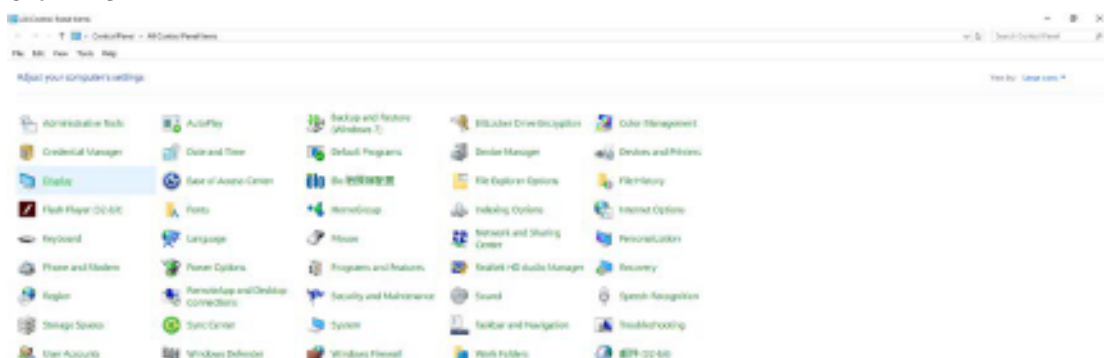 All Control Panel Items
Control Panel All Control Panel Items
Search Control Panel
File Edit View Tools Help
Adjust your computer's settings
View by: Large icons
Administrative Tools
AutoPlay
Backup and Restore
(Windows 7)
BitLocker Drive Encryption
Color Management
Credential Manager
Date and Time
Default Programs
Device Manager
Devices and Printers
Display
Ease of Access Center
File Explorer Options
File History
Flash Player (32-bit)
Fonts
HomeGroup
Indexing Options
Internet Options
Keyboard
Language
Mouse
Network and Sharing
Center
Personalization
Phone and Modem
Power Options
Programs and Features
Realtek HD Audio Manager
Recovery
Region
RemoteApp and Desktop
Connections
Security and Maintenance
Sound
Speech Recognition
Storage Spaces
Sync Center
System
Taskbar and Navigation
Troubleshooting
User Accounts
Windows Defender
Windows Firewall
Work Folders
(32-bit)